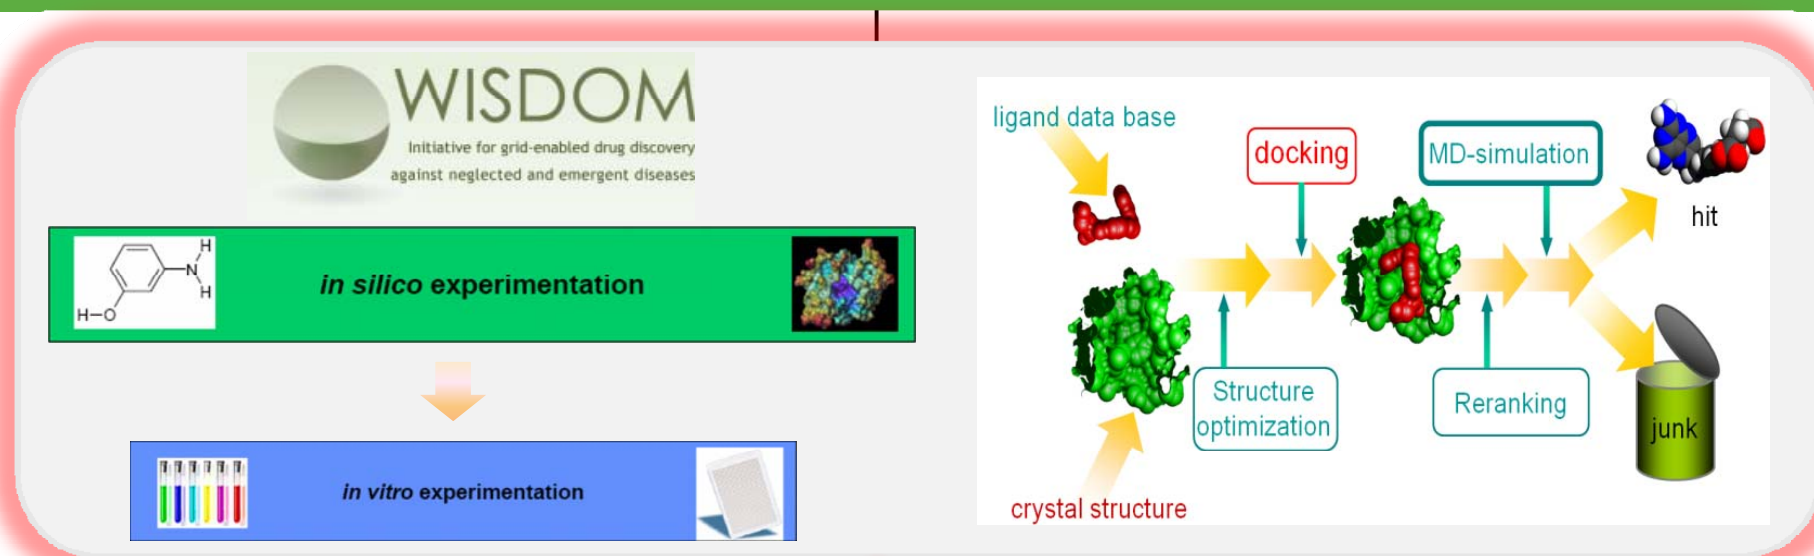 WISDOM
Initiative for grid-enabled drug discovery
against neglected and emergent diseases
H
N
H
H-O
in silico experimentation
in vitro experimentation
ligand data base
docking
MD-simulation
hit
Structure
optimization
Reranking
junk
crystal structure